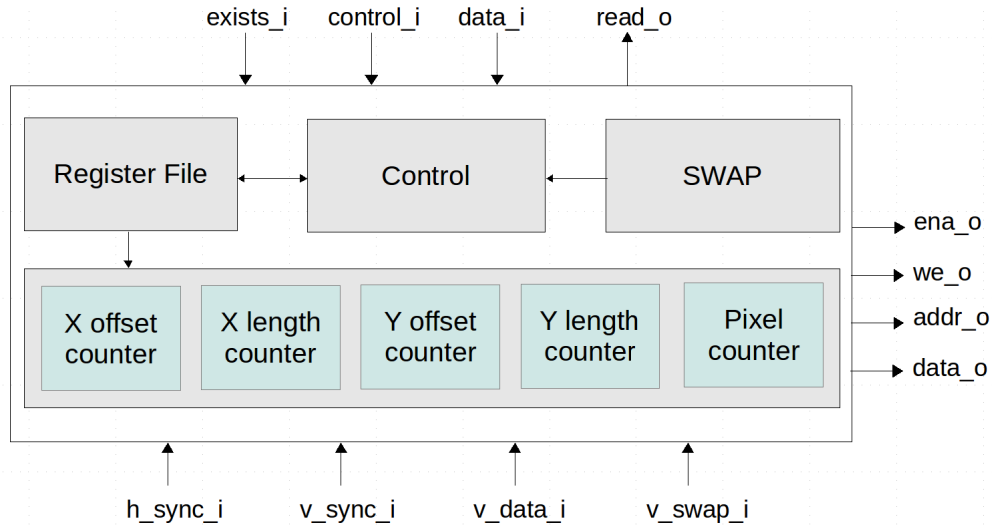 exists_i control_i data_i read_o
Register File
Control
SWAP
ena_o
we_o
addr_o
data_o
X offset
counter
X length
counter
Y offset
counter
Y length
counter
Pixel
counter
h_sync_i v_sync_i v_data_i v_swap_i